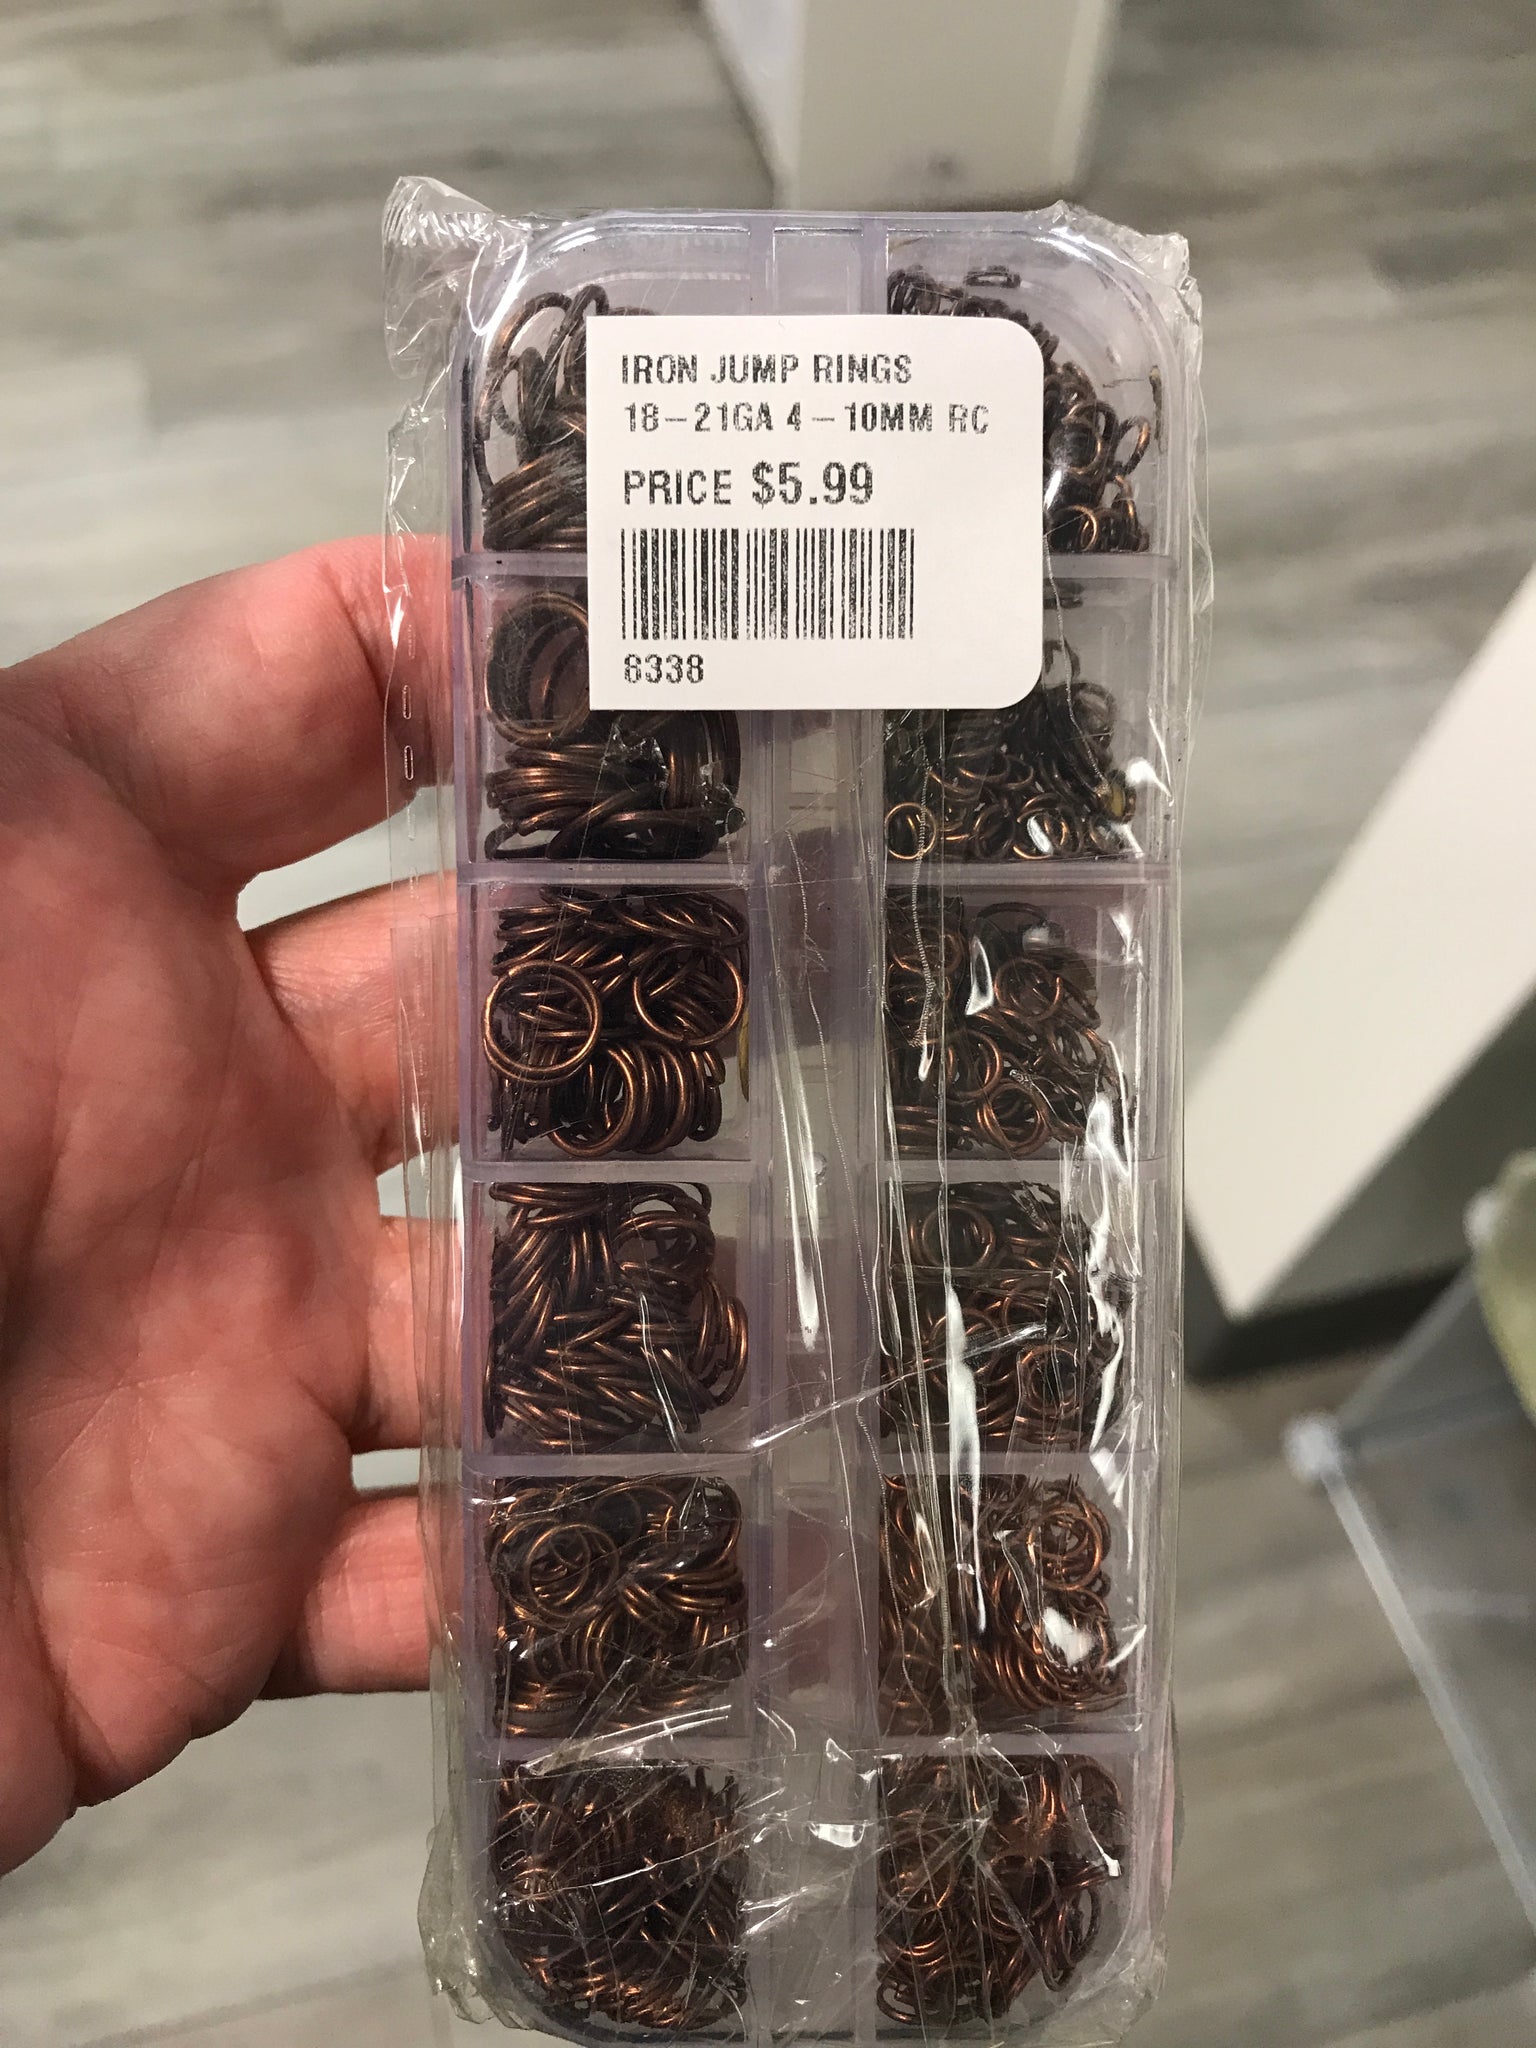 IRON JUMP RINGS
18-21GA 4-10MM RC
PRICE $5.99
8338